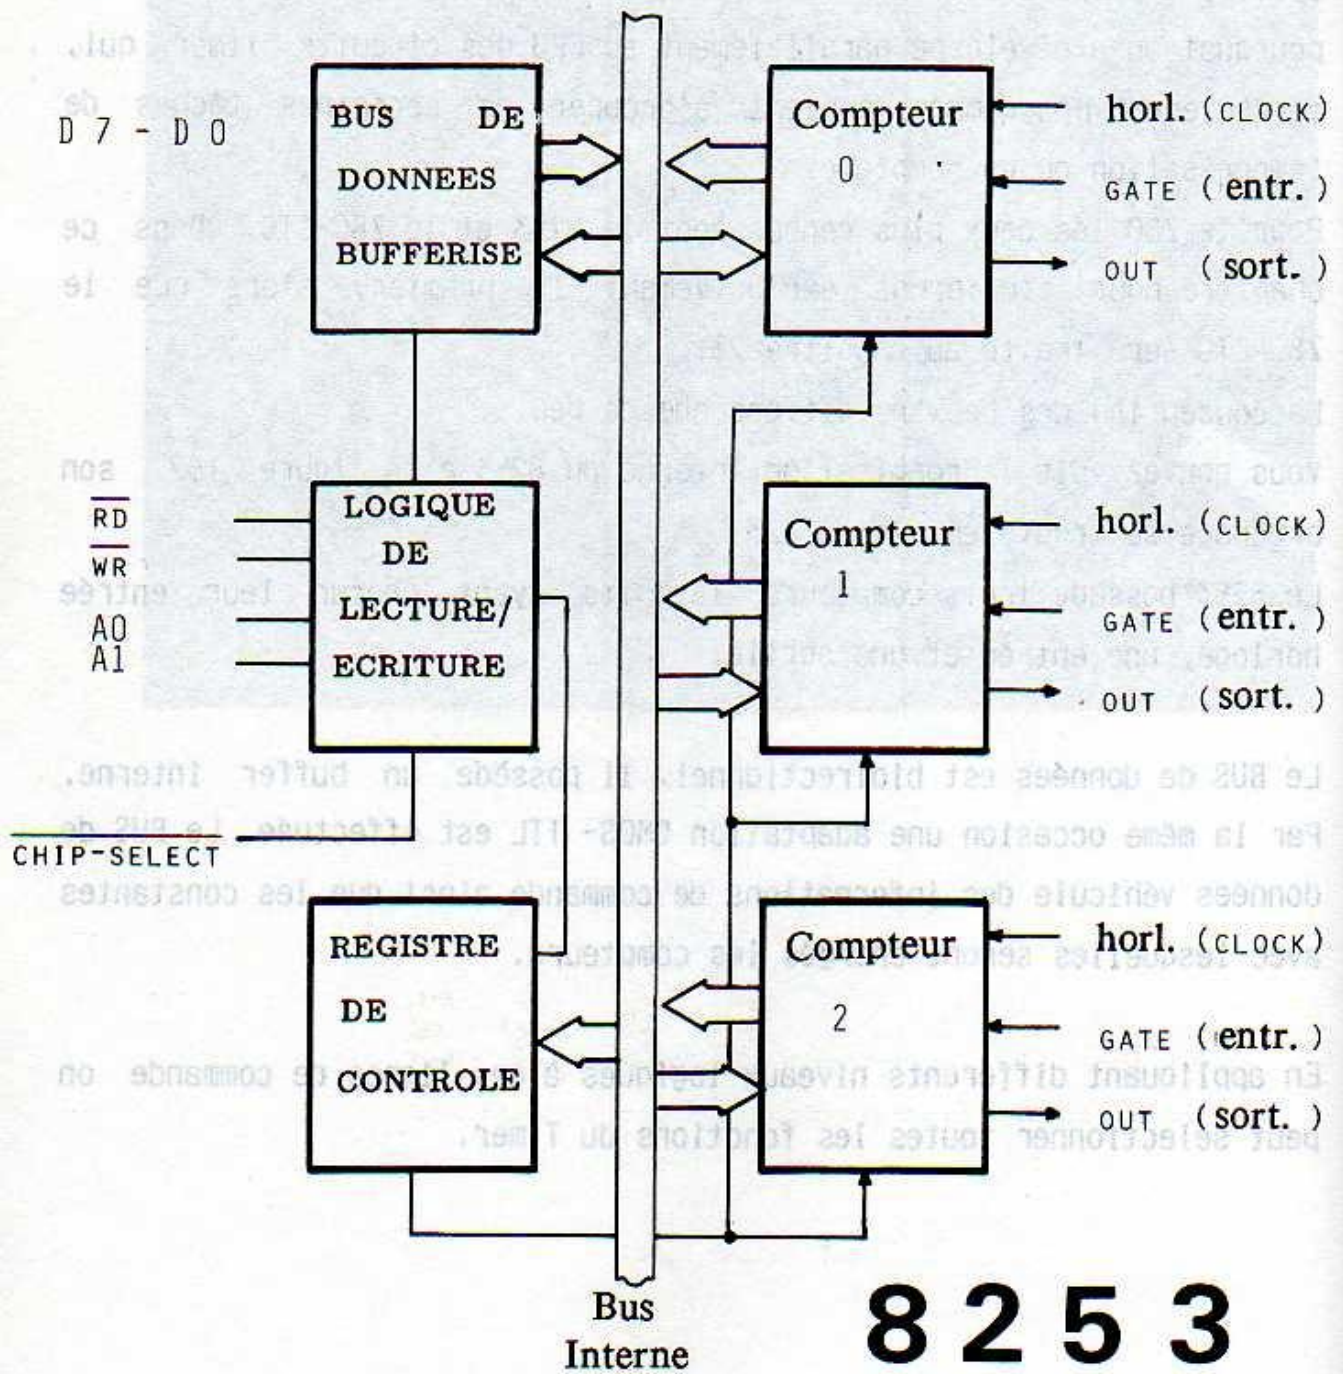 D7-D0
BUS DE
DONNEES
BUFFERISE
Compteur
0
horl. (CLOCK)
GATE (entr.)
OUT (sort.)
RD
WR
A0
A1
LOGIQUE
DE
LECTURE/
ECRITURE
Compteur
1
horl. (CLOCK)
GATE (entr.)
OUT (sort.)
CHIP-SELECT
REGISTRE
DE
CONTROLE
Compteur
2
horl. (CLOCK)
GATE (entr.)
OUT (sort.)
Bus
Interne
8253